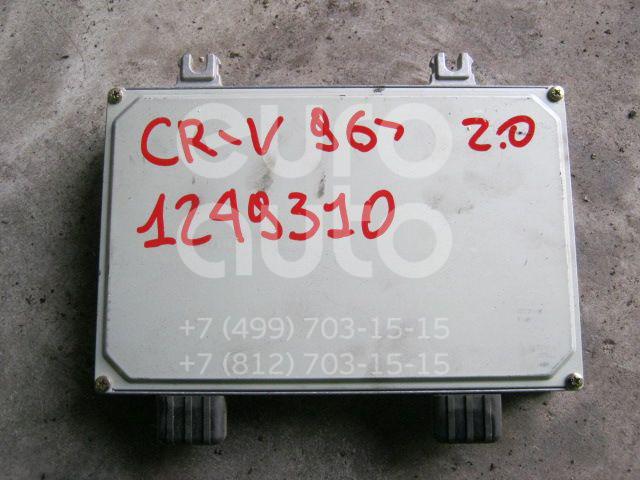 CR-V 96> 2.0
1249310
euro
auto
+7 (499) 703-15-15
+7 (812) 703-15-15